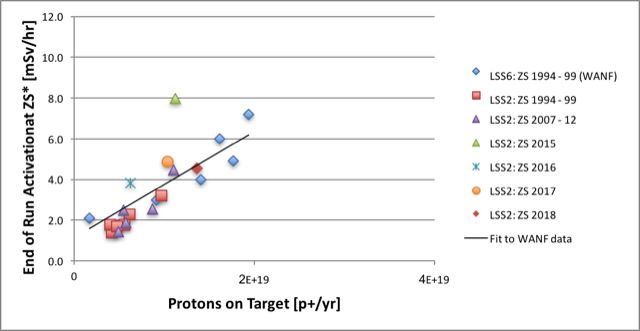 End of Run Activationat ZS* [mSv/hr]
12.0
10.0
8.0
6.0
4.0
2.0
0.0
0
2E+19
4E+19
Protons on Target [p+/yr]
LSS6: ZS 1994 - 99 (WANF)
LSS2: ZS 1994 - 99
LSS2: ZS 2007 - 12
LSS2: ZS 2015
LSS2: ZS 2016
LSS2: ZS 2017
LSS2: ZS 2018
Fit to WANF data